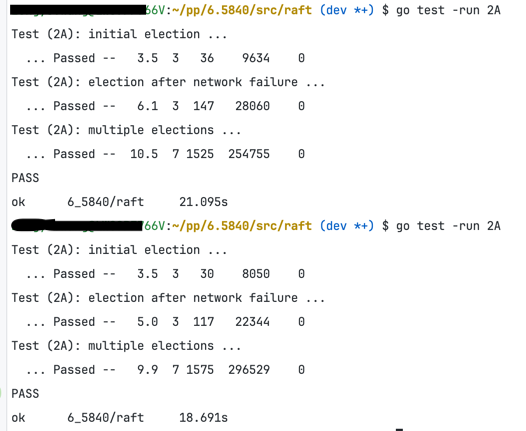 66V:~/pp/6.5840/src/raft (dev *+) $ go test -run 2A
Test (2A): initial election ...
  ... Passed --   3.5  3   36    9634    0
Test (2A): election after network failure ...
  ... Passed --   6.1  3  147   28060    0
Test (2A): multiple elections ...
  ... Passed --  10.5  7 1525  254755    0
PASS
ok      6_5840/raft     21.095s
66V:~/pp/6.5840/src/raft (dev *+) $ go test -run 2A
Test (2A): initial election ...
  ... Passed --   3.5  3   30    8050    0
Test (2A): election after network failure ...
  ... Passed --   5.0  3  117   22344    0
Test (2A): multiple elections ...
  ... Passed --   9.9  7 1575  296529    0
PASS
ok      6_5840/raft     18.691s